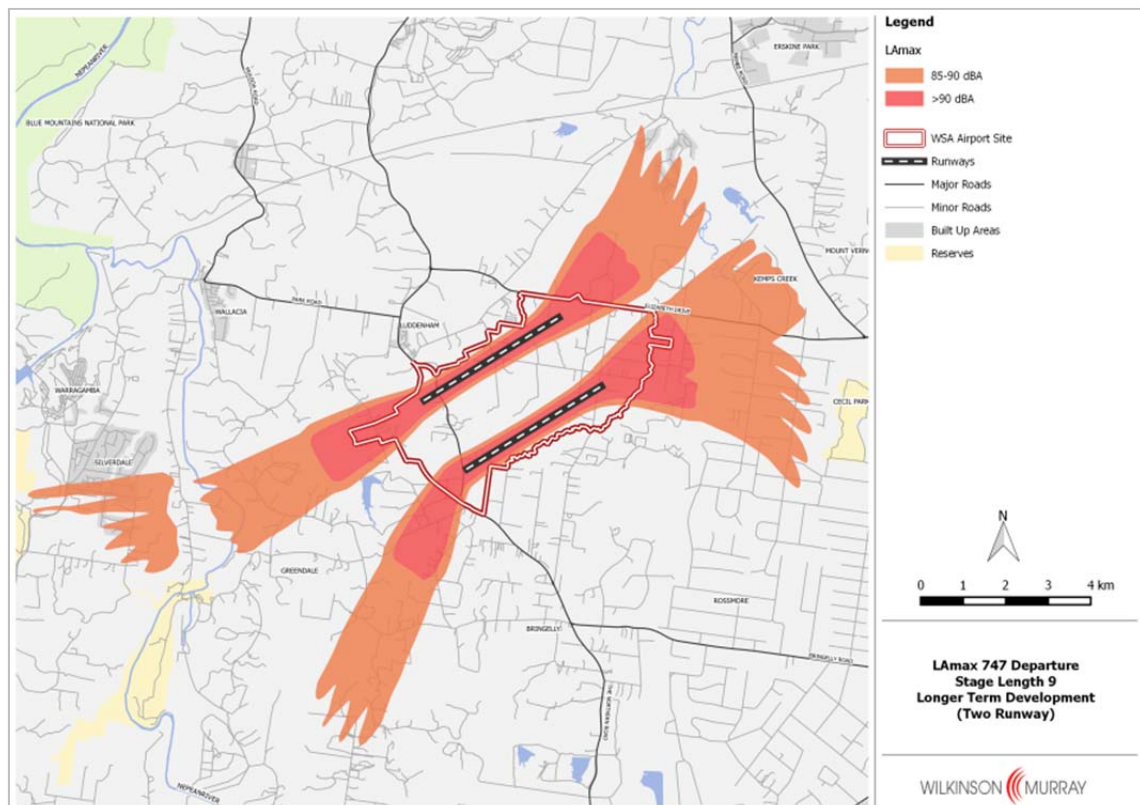 NEPEANRIVER
BLUE MOUNTAINS NATIONAL PARK
ERSKINE PARK
MOUNT VERN
KEMPS CREEK
PARK ROAD
WALLACIA
LUDDENHAM
ELIZABETH DRIVE
WARRAGAMBA
SILVERDALE
CECIL PARK
GREENDALE
ROSSMORE
BRINGELLY
BRINGELLY ROAD
THE NORTHERN ROAD
NEPEANRIVER
Legend
LAmax
85-90 dBA
>90 dBA
WSA Airport Site
Runways
Major Roads
Minor Roads
Built Up Areas
Reserves
N
0 1 2 3 4 km
LAmax 747 Departure
Stage Length 9
Longer Term Development
(Two Runway)
WILKINSON MURRAY